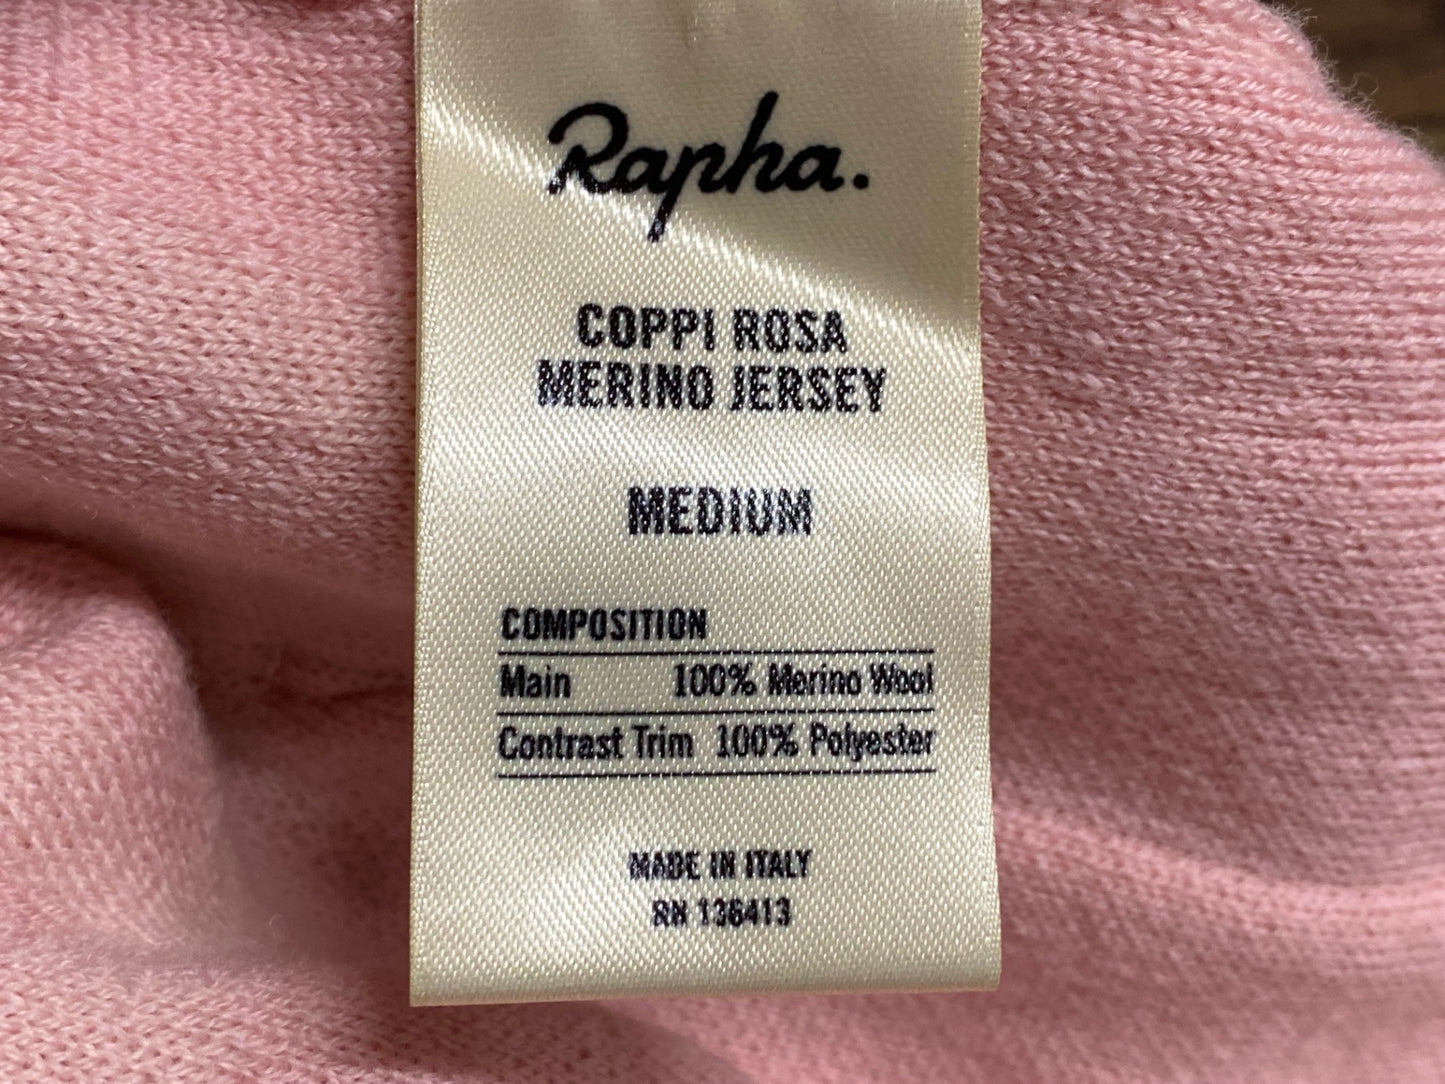 Rapha.
COPPI ROSA
MERINO JERSEY
MEDIUM
COMPOSITION
Main 100% Merino Wool
Contrast Trim 100% Polyester
MADE IN ITALY
RN 136413